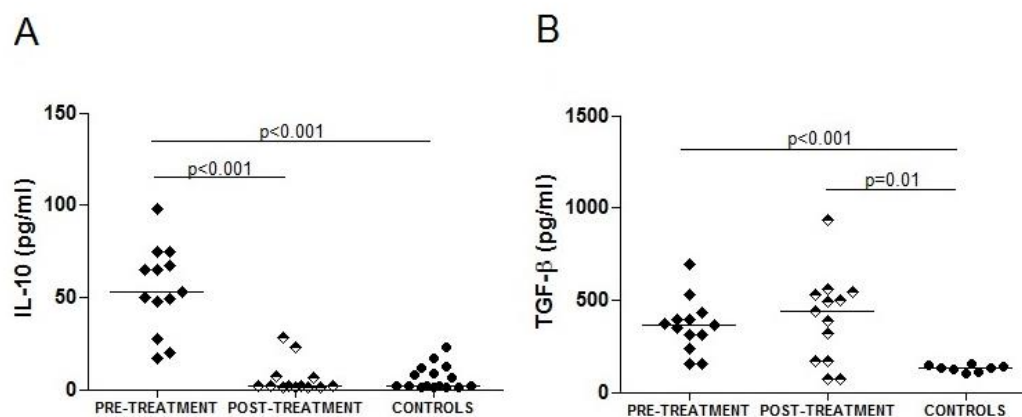 A
IL-10 (pg/ml)
150
100
50
0
p<0.001
p<0.001
PRE-TREATMENT POST-TREATMENT CONTROLS
B
TGF-β (pg/ml)
1500
1000
500
0
p<0.001
p=0.01
PRE-TREATMENT POST-TREATMENT CONTROLS